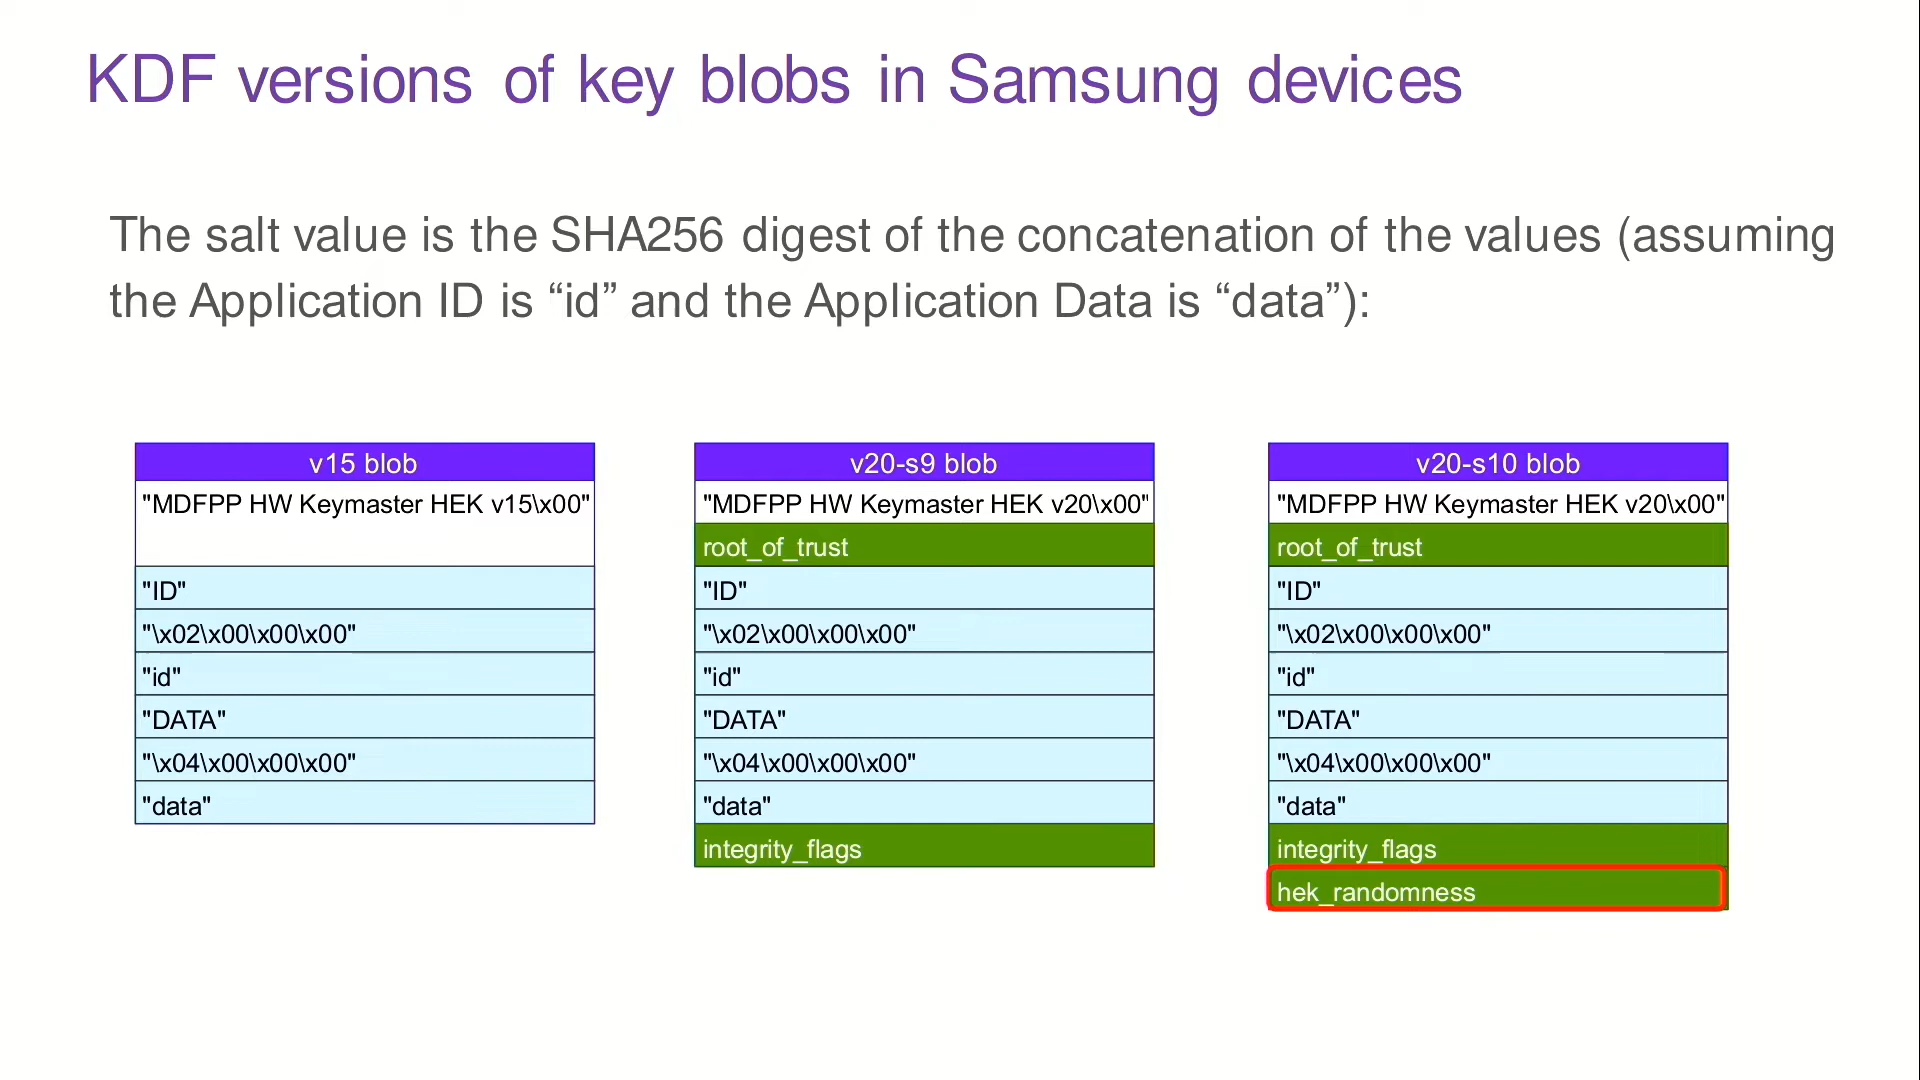 KDF versions of key blobs in Samsung devices
The salt value is the SHA256 digest of the concatenation of the values (assuming
the Application ID is “id” and the Application Data is “data”):
v15 blob
"MDFPP HW Keymaster HEK v15\x00"
"ID"
"\x02\x00\x00\x00"
"id"
"DATA"
"\x04\x00\x00\x00"
"data"
v20-s9 blob
"MDFPP HW Keymaster HEK v20\x00"
root_of_trust
"ID"
"\x02\x00\x00\x00"
"id"
"DATA"
"\x04\x00\x00\x00"
"data"
integrity_flags
v20-s10 blob
"MDFPP HW Keymaster HEK v20\x00"
root_of_trust
"ID"
"\x02\x00\x00\x00"
"id"
"DATA"
"\x04\x00\x00\x00"
"data"
integrity_flags
hek_randomness